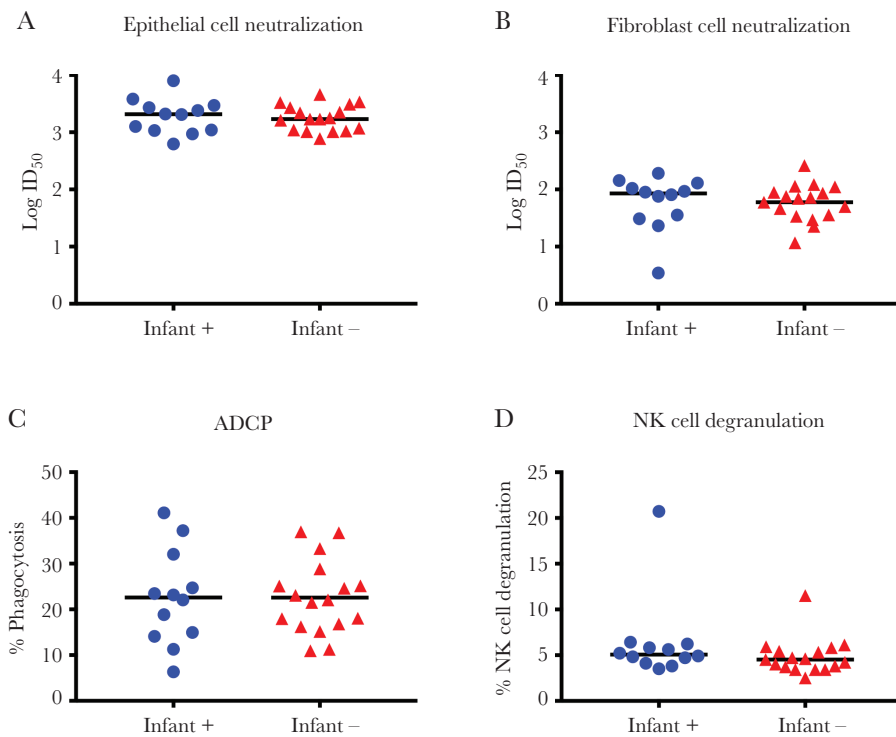 A
Epithelial cell neutralization
Log ID50
4
3
2
1
0
Infant +
Infant –
B
Fibroblast cell neutralization
Log ID50
4
3
2
1
0
Infant +
Infant –
C
ADCP
% Phagocytosis
50
40
30
20
10
0
Infant +
Infant –
D
NK cell degranulation
% NK cell degranulation
25
20
15
10
5
0
Infant +
Infant –